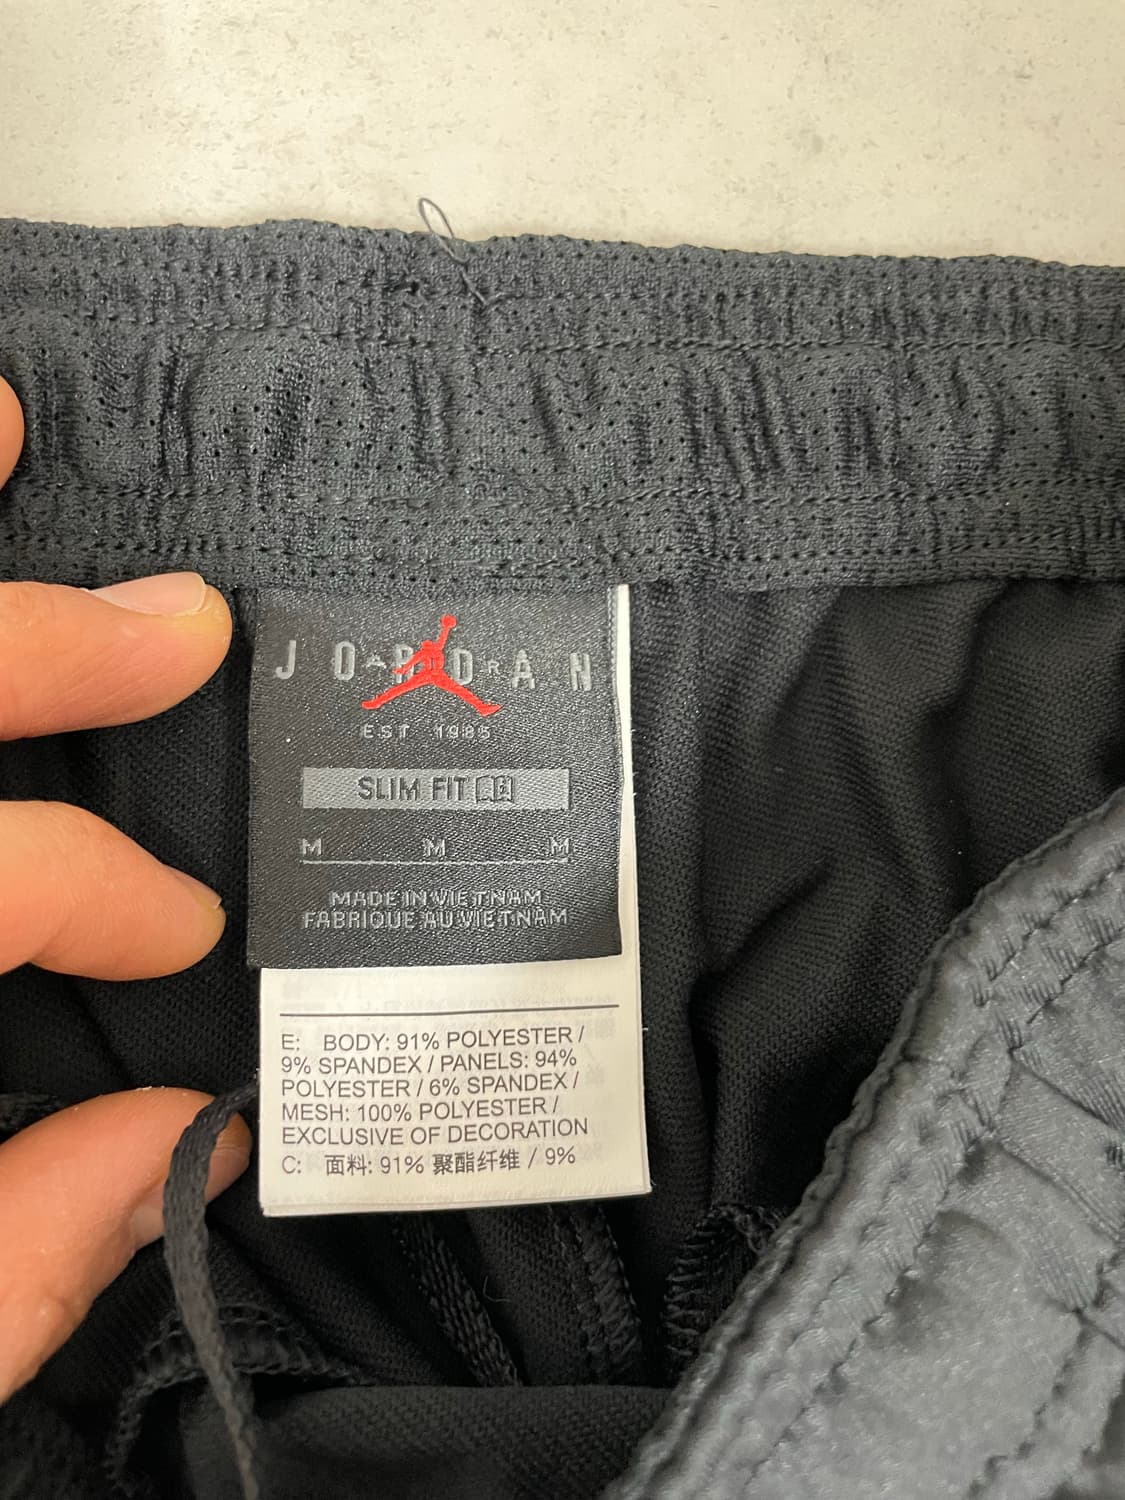 JORDAN
EST 1985
SLIM FIT
M M M
MADE IN VIETNAM
FABRIQUE AU VIETNAM
E: BODY: 91% POLYESTER /
9% SPANDEX / PANELS: 94%
POLYESTER / 6% SPANDEX /
MESH: 100% POLYESTER /
EXCLUSIVE OF DECORATION
C: 面料: 91% 聚酯纤维 / 9%